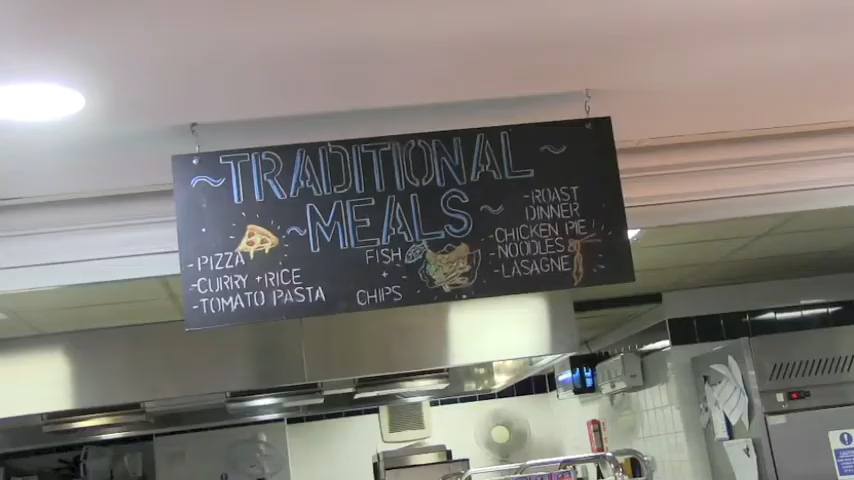 ~TRADITIONAL ~
~MEALS~
-PIZZA
-CURRY + RICE
-TOMATO PASTA
FISH
+
CHIPS
-ROAST
DINNER
-CHICKEN PIE
-NOODLES
-LASAGNE